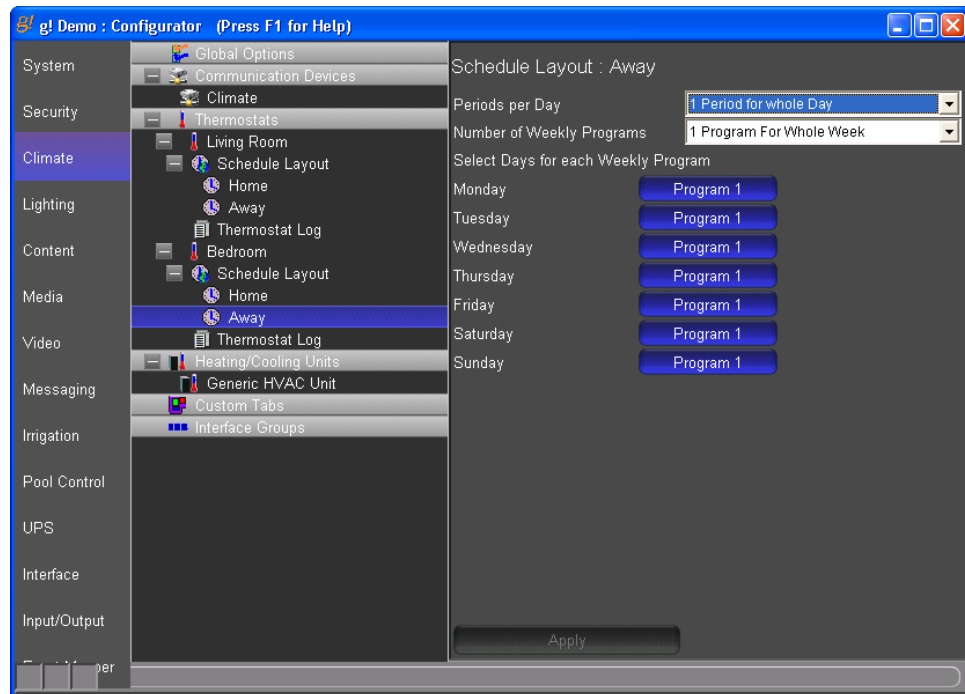 g! g! Demo : Configurator (Press F1 for Help)
System
Security
Climate
Lighting
Content
Media
Video
Messaging
Irrigation
Pool Control
UPS
Interface
Input/Output
Global Options
Communication Devices
Climate
Thermostats
Living Room
Schedule Layout
Home
Away
Thermostat Log
Bedroom
Schedule Layout
Home
Away
Thermostat Log
Heating/Cooling Units
Generic HVAC Unit
Custom Tabs
Interface Groups
Schedule Layout : Away
Periods per Day 1 Period for whole Day
Number of Weekly Programs 1 Program For Whole Week
Select Days for each Weekly Program
Monday Program 1
Tuesday Program 1
Wednesday Program 1
Thursday Program 1
Friday Program 1
Saturday Program 1
Sunday Program 1
Apply